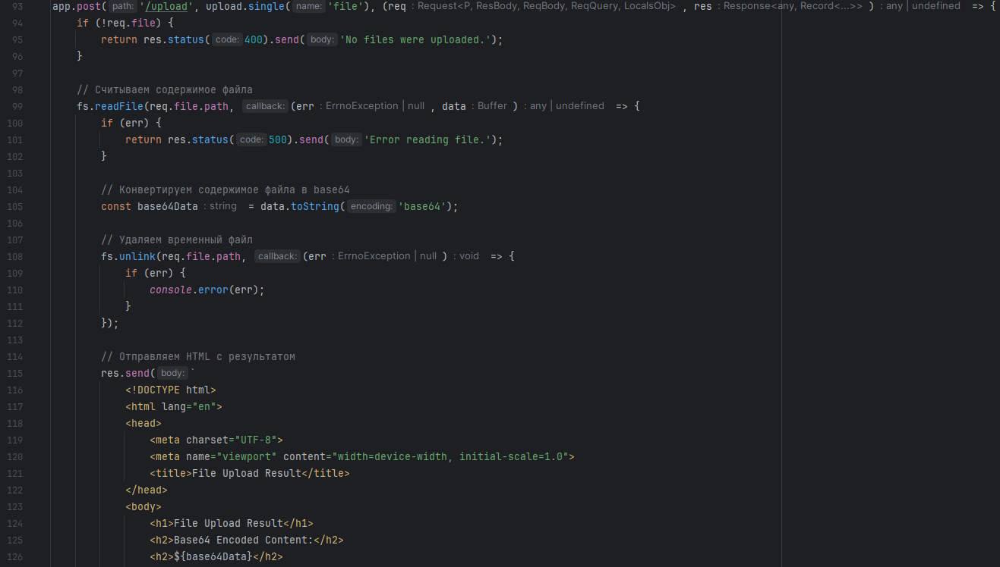 93 app.post( path: '/upload', upload.single( name: 'file'), (req : Request<P, ResBody, ReqBody, ReqQuery, LocalsObj> , res : Response<any, Record<...>> ) : any | undefined => {
94 if (!req.file) {
95 return res.status( code: 400).send( body: 'No files were uploaded.');
96 }
97
98 // Считываем содержимое файла
99 fs.readFile(req.file.path, callback: (err : ErrnoException | null , data : Buffer ) : any | undefined => {
100 if (err) {
101 return res.status( code: 500).send( body: 'Error reading file.');
102 }
103
104 // Конвертируем содержимое файла в base64
105 const base64Data : string = data.toString( encoding: 'base64');
106
107 // Удаляем временный файл
108 fs.unlink(req.file.path, callback: (err : ErrnoException | null ) : void => {
109 if (err) {
110 console.error(err);
111 }
112 });
113
114 // Отправляем HTML с результатом
115 res.send( body: `
116 <!DOCTYPE html>
117 <html lang="en">
118 <head>
119 <meta charset="UTF-8">
120 <meta name="viewport" content="width=device-width, initial-scale=1.0">
121 <title>File Upload Result</title>
122 </head>
123 <body>
124 <h1>File Upload Result</h1>
125 <h2>Base64 Encoded Content:</h2>
126 <h2>${base64Data}</h2>